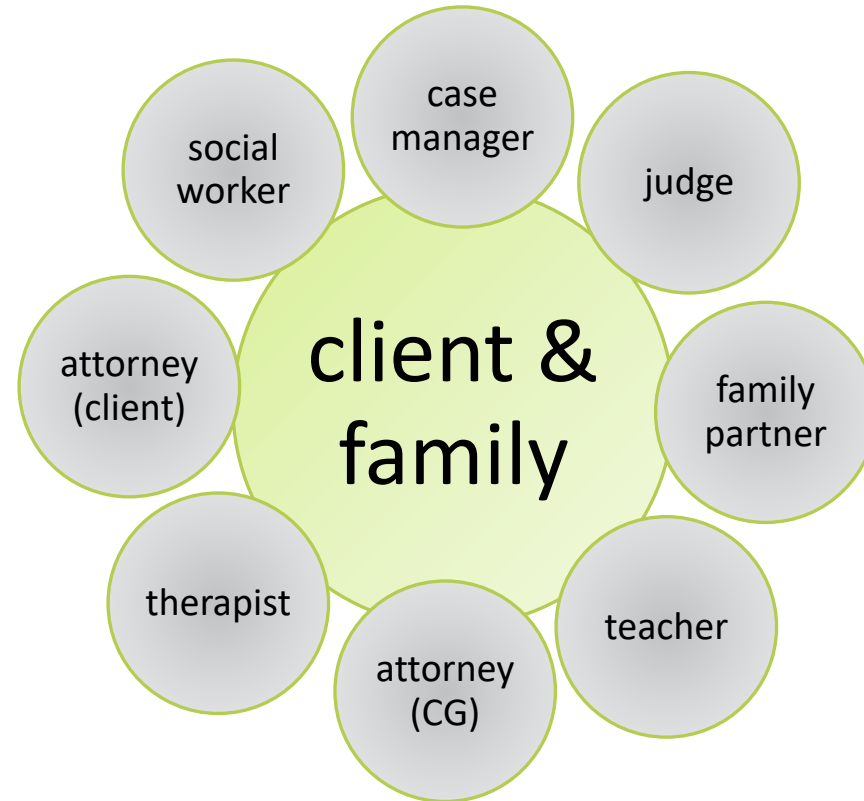 case
manager
social
worker
judge
client &
family
attorney
(client)
family
partner
therapist
teacher
attorney
(CG)